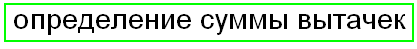 определение суммы вытачек